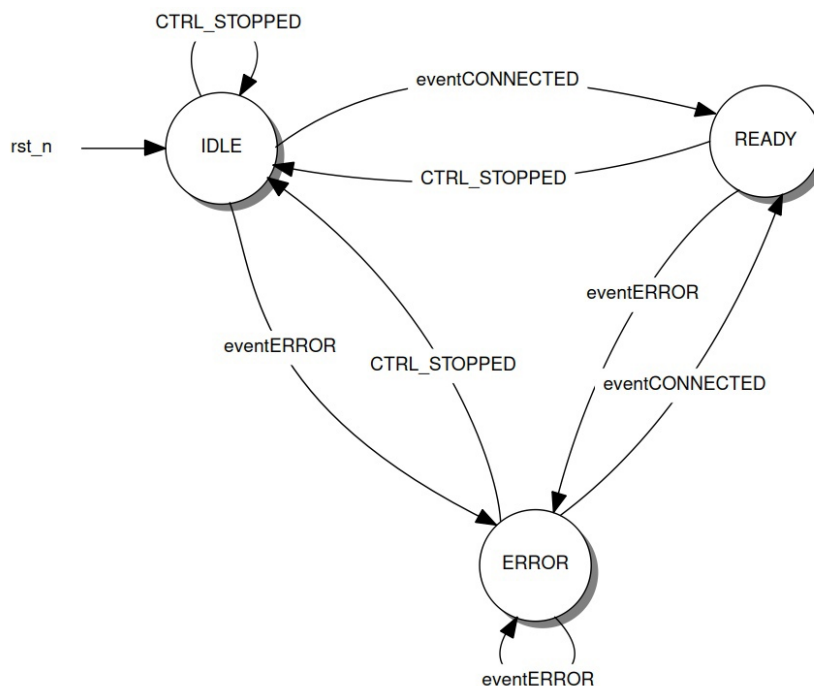 CTRL_STOPPED
eventCONNECTED
rst_n
IDLE
READY
CTRL_STOPPED
eventERROR
eventERROR
CTRL_STOPPED
eventCONNECTED
ERROR
eventERROR